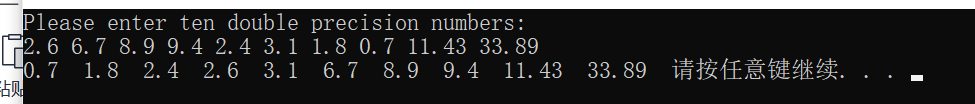 Please enter ten double precision numbers:
2.6 6.7 8.9 9.4 2.4 3.1 1.8 0.7 11.43 33.89
0.7  1.8  2.4  2.6  3.1  6.7  8.9  9.4  11.43  33.89  请按任意键继续. . .
粘贴